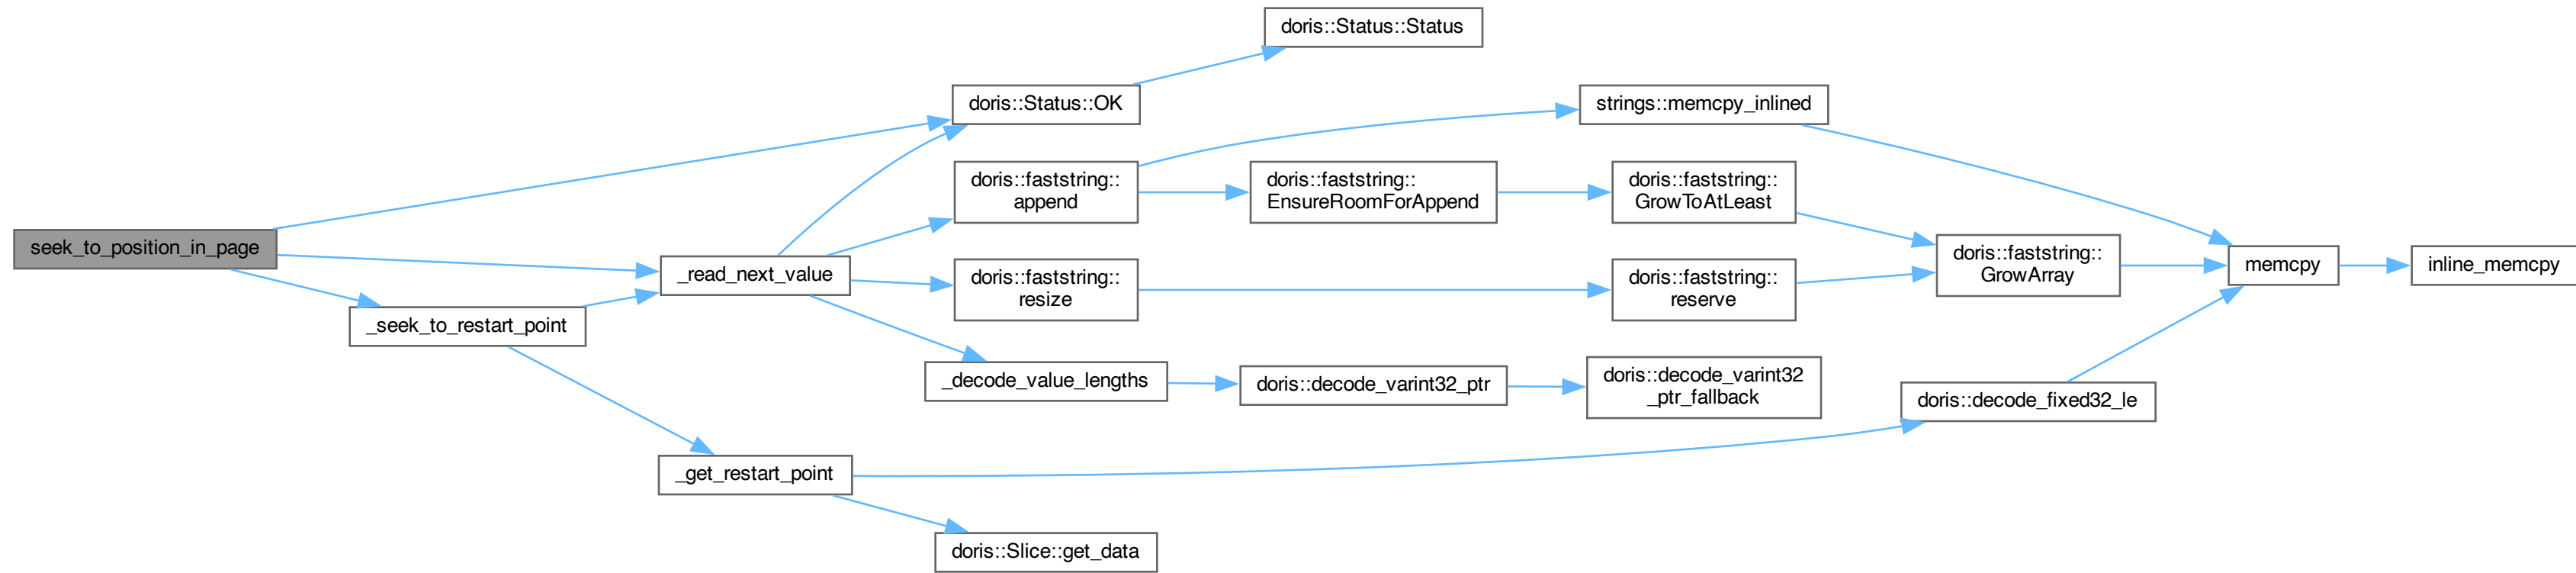 doris::Status::Status
doris::Status::OK
strings::memcpy_inlined
doris::faststring::
append
doris::faststring::
EnsureRoomForAppend
doris::faststring::
GrowToAtLeast
seek_to_position_in_page
_read_next_value
doris::faststring::
resize
doris::faststring::
reserve
doris::faststring::
GrowArray
memcpy
inline_memcpy
_seek_to_restart_point
_decode_value_lengths
doris::decode_varint32_ptr
doris::decode_varint32
_ptr_fallback
doris::decode_fixed32_le
_get_restart_point
doris::Slice::get_data